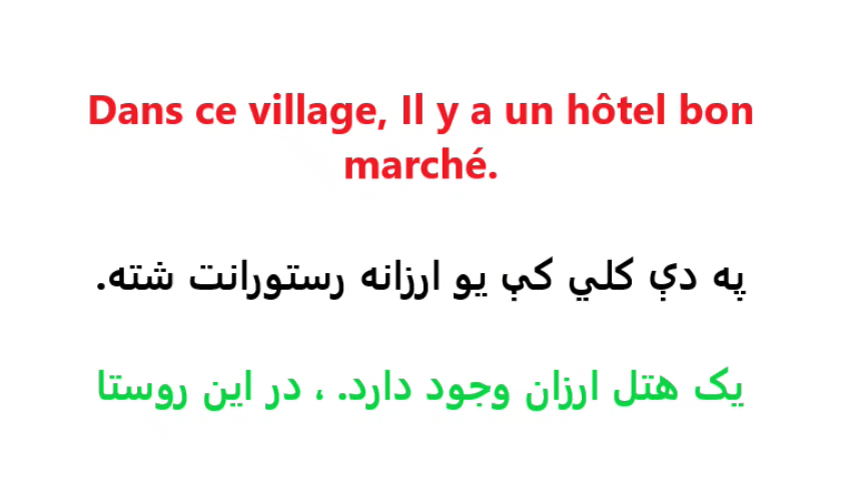 Dans ce village, Il y a un hôtel bon
marché.
په دې کلي کې یو ارزانه رستورانت شته.
یک هتل ارزان وجود دارد. ، در این روستا